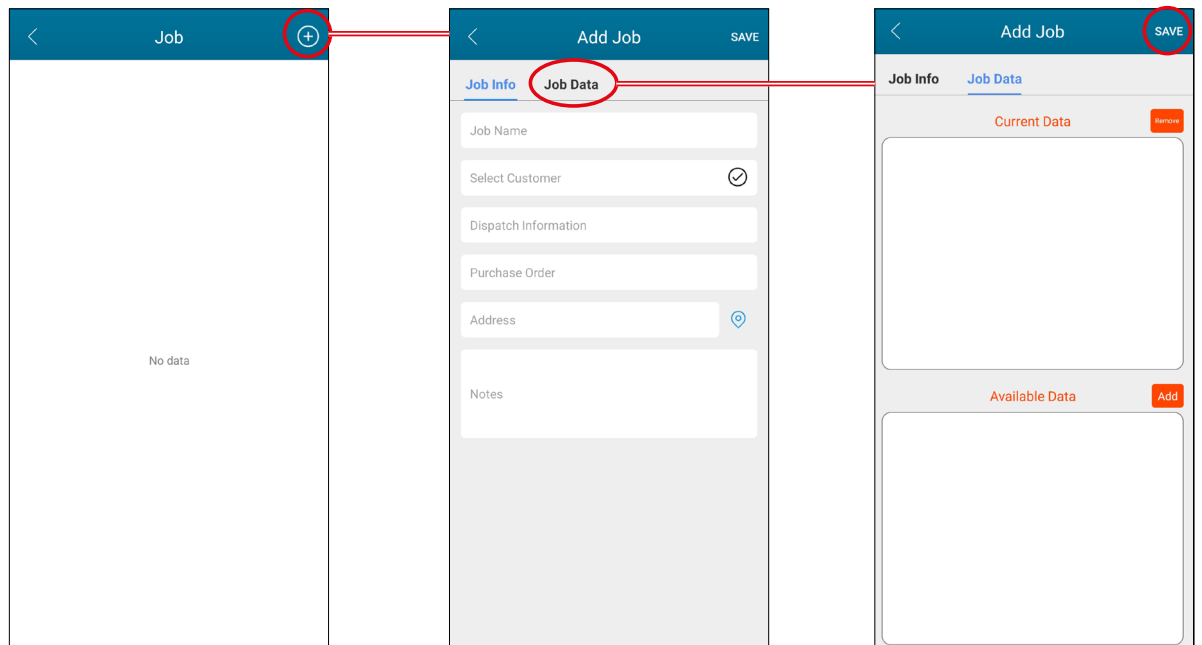 Job
No data
Add Job
SAVE
Job Info
Job Data
Job Name
Select Customer
Dispatch Information
Purchase Order
Address
Notes
Add Job
SAVE
Job Info
Job Data
Current Data
Remove
Available Data
Add